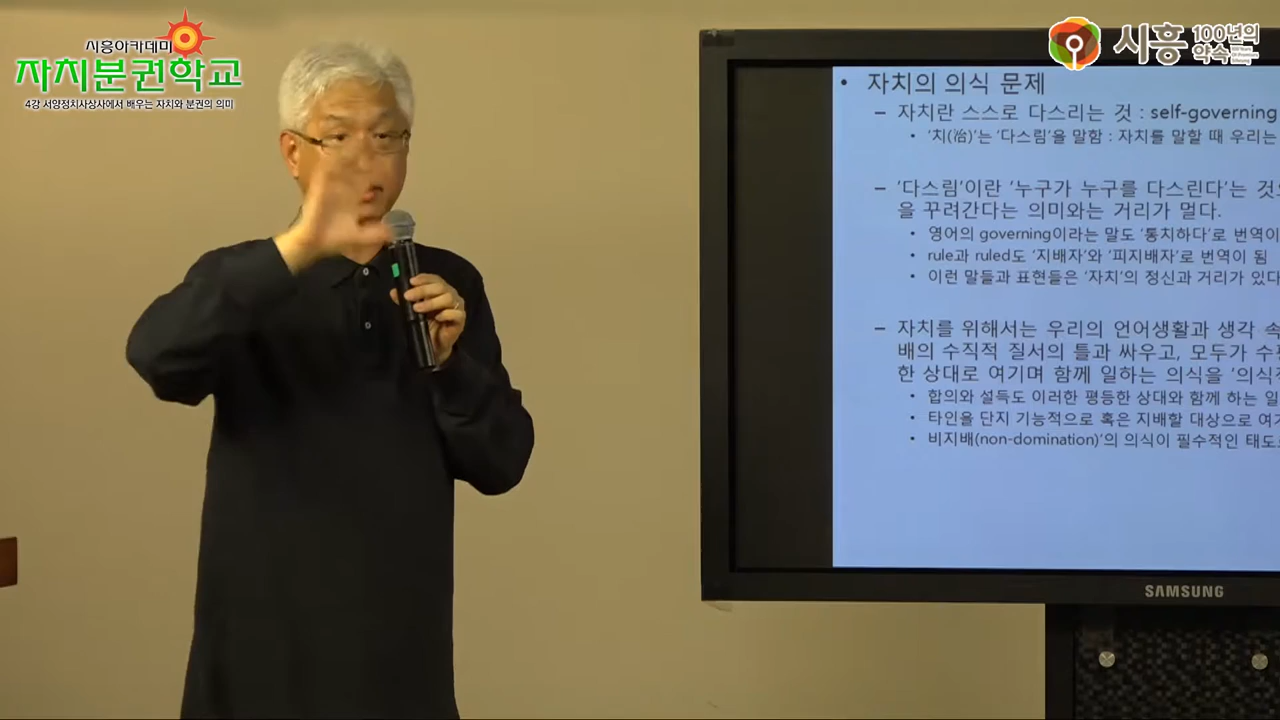 시흥아카데미
자치분권학교
4강 서양정치사상사에서 배우는 자치와 분권의 의미
시흥 100년의 약속
• 자치의 의식 문제
– 자치란 스스로 다스리는 것 : self-governing
• '치(治)'는 '다스림'을 말함 : 자치를 말할 때 우리는
– '다스림'이란 '누구가 누구를 다스린다'는
을 꾸려간다는 의미와는 거리가 멀다.
• 영어의 governing이라는 말도 '통치하다'로
• rule과 ruled도 '지배자'와 '피지배자'로 번역이 됨
• 이런 말들과 표현들은 '자치'의 정신과 거리가 있다
– 자치를 위해서는 우리의 언어생활과 생각
배의 수직적 질서의 틀과 싸우고, 모두가
한 상대로 여기며 함께 일하는 의식을
• 합의와 설득도 이러한 평등한 상대와 함께 하는
• 타인을 단지 기능적으로 혹은 지배할 대상으로
• 비지배(non-domination)'의 의식이 필수적인
SAMSUNG